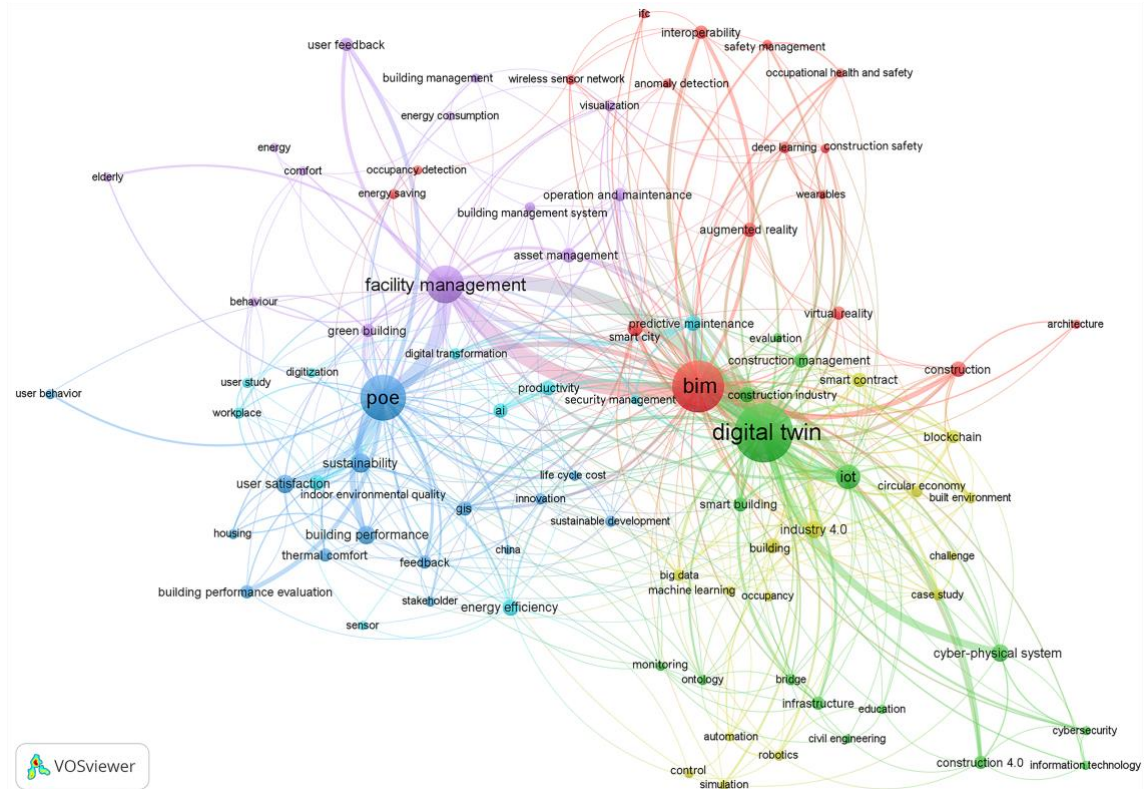 ifc
interoperability
user feedback
safety management
building management
wireless sensor network
anomaly detection
occupational health and safety
visualization
energy consumption
energy
deep learning
construction safety
comfort
occupancy detection
elderly
energy saving
operation and maintenance
wearables
building management system
augmented reality
asset management
facility management
behaviour
green building
virtual reality
predictive maintenance
architecture
smart city
evaluation
digital transformation
construction management
construction
digitization
user study
smart contract
productivity
bim
user behavior
poe
security management
construction industry
workplace
ai
digital twin
blockchain
sustainability
life cycle cost
iot
user satisfaction
indoor environmental quality
circular economy
innovation
built environment
smart building
gis
sustainable development
industry 4.0
housing
building performance
building
china
thermal comfort
feedback
challenge
big data
machine learning
building performance evaluation
occupancy
case study
stakeholder
energy efficiency
sensor
cyber-physical system
monitoring
ontology
bridge
infrastructure
education
cybersecurity
automation
civil engineering
robotics
construction 4.0
information technology
control
simulation
VOSviewer